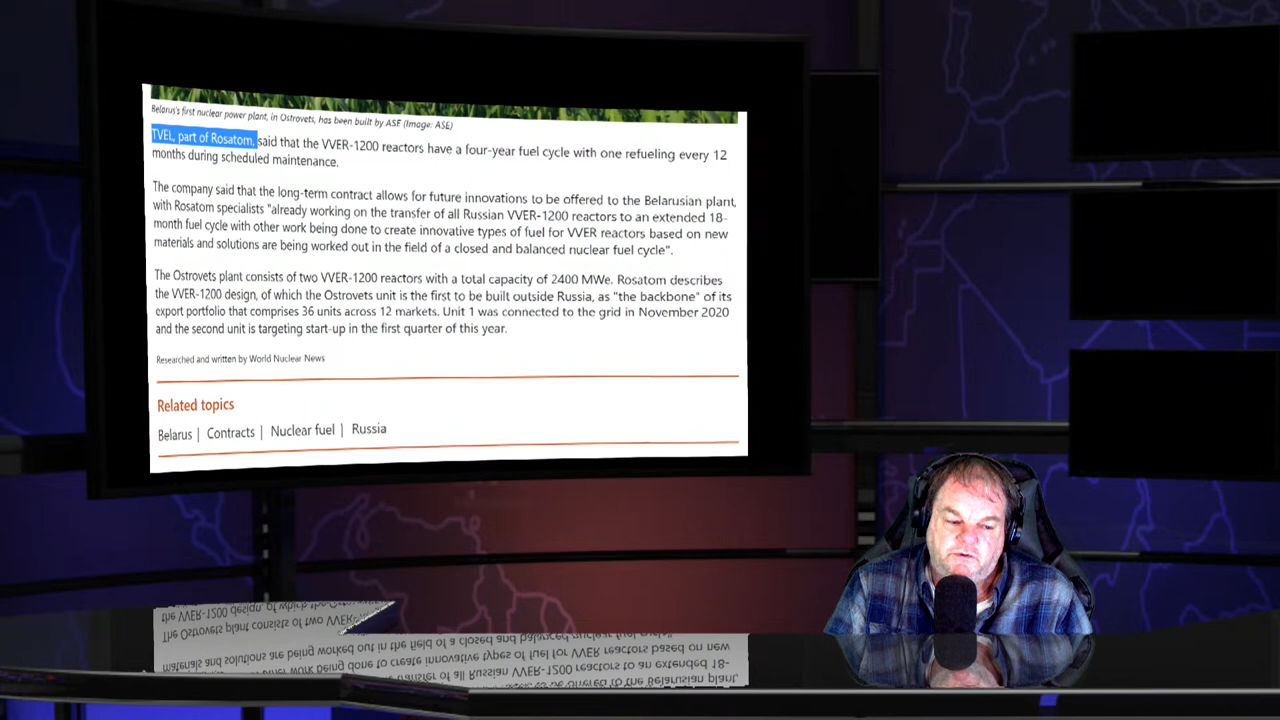 Belarus's first nuclear power plant, in Ostrovets, has been built by ASE (Image: ASE)
TVEL, part of Rosatom, said that the VVER-1200 reactors have a four-year fuel cycle with one refueling every 12
months during scheduled maintenance.
The company said that the long-term contract allows for future innovations to be offered to the Belarusian plant,
with Rosatom specialists "already working on the transfer of all Russian VVER-1200 reactors to an extended 18-
month fuel cycle with other work being done to create innovative types of fuel for VVER reactors based on new
materials and solutions are being worked out in the field of a closed and balanced nuclear fuel cycle".
The Ostrovets plant consists of two VVER-1200 reactors with a total capacity of 2400 MWe. Rosatom describes
the VVER-1200 design, of which the Ostrovets unit is the first to be built outside Russia, as "the backbone" of its
export portfolio that comprises 36 units across 12 markets. Unit 1 was connected to the grid in November 2020
and the second unit is targeting start-up in the first quarter of this year.
Researched and written by World Nuclear News
Related topics
Belarus | Contracts | Nuclear fuel | Russia